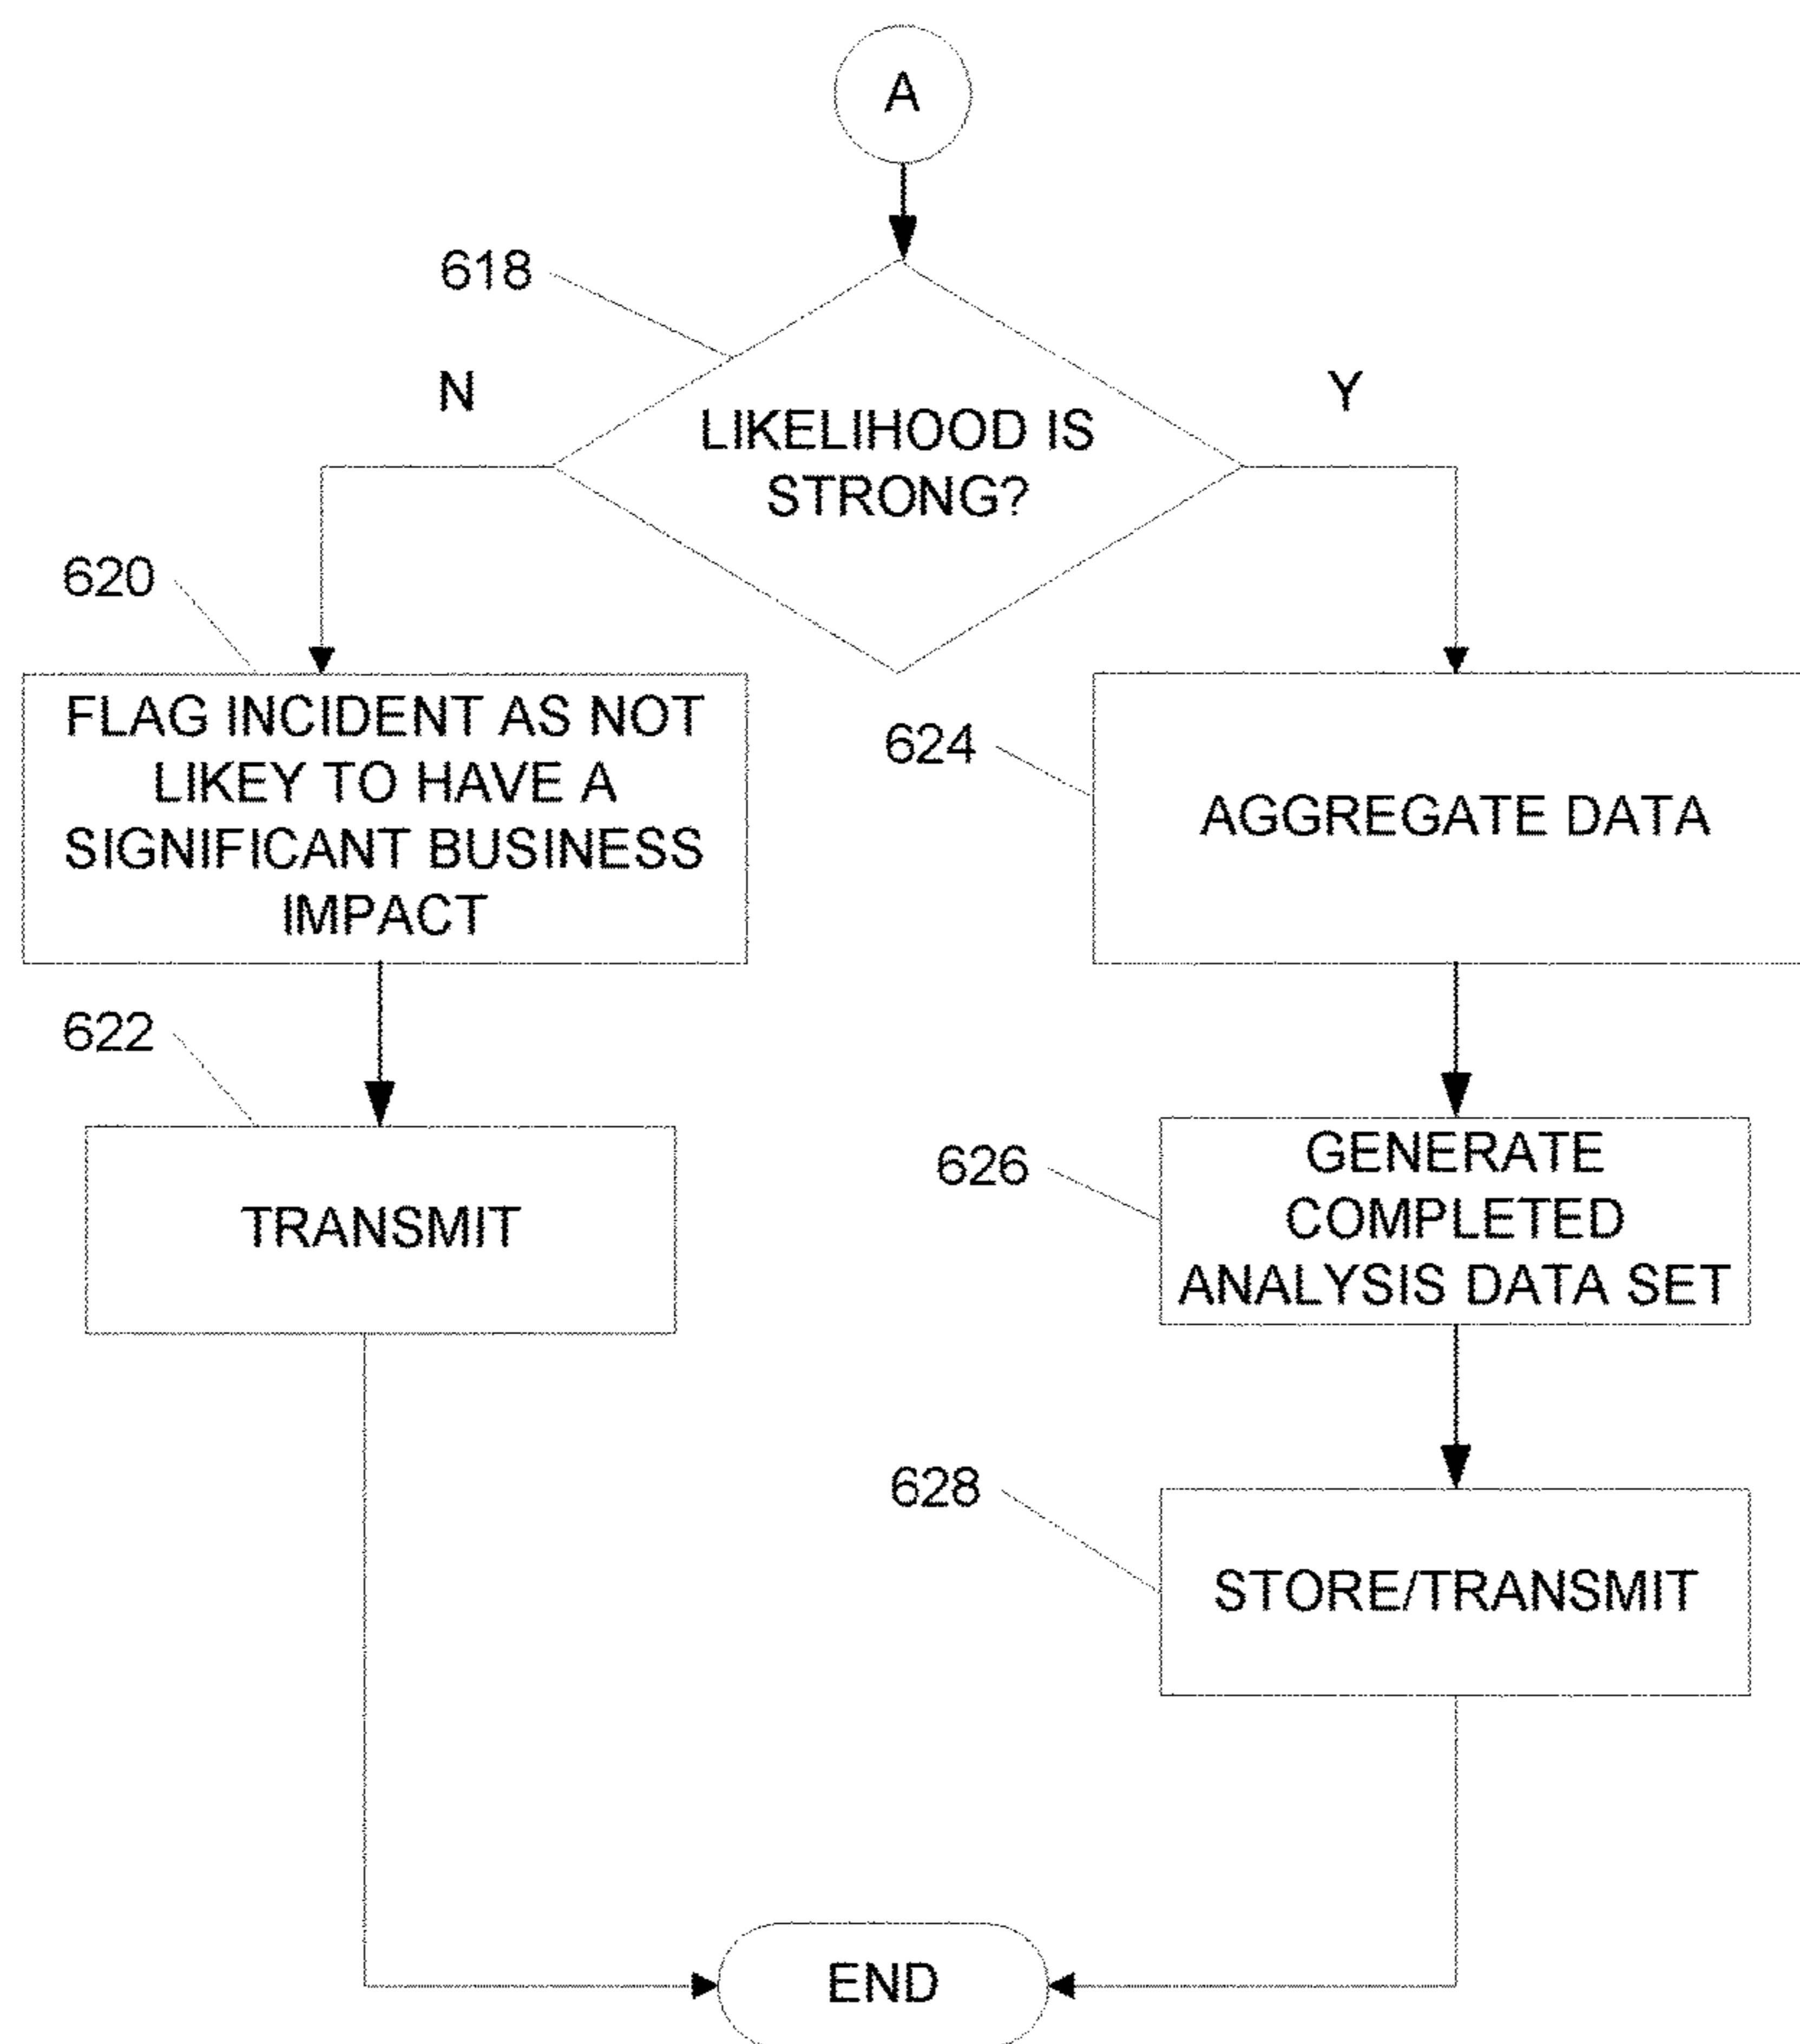 A
618
N
Y
LIKELIHOOD IS
STRONG?
620
FLAG INCIDENT AS NOT
LIKEY TO HAVE A
SIGNIFICANT BUSINESS
IMPACT
624
AGGREGATE DATA
622
TRANSMIT
626
GENERATE
COMPLETED
ANALYSIS DATA SET
628
STORE/TRANSMIT
END